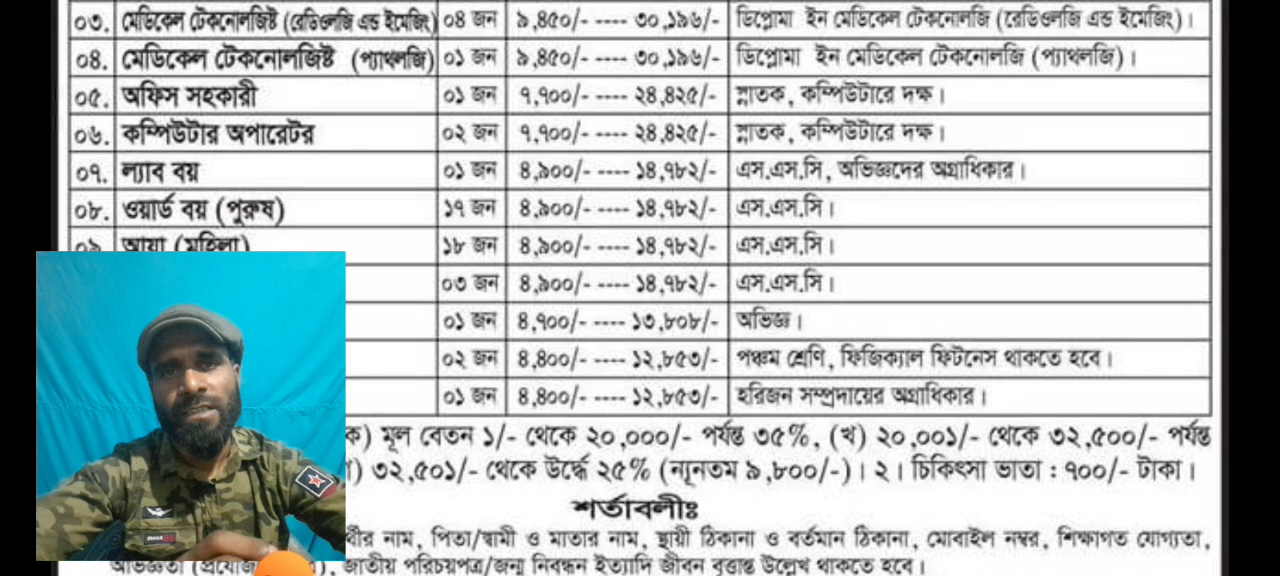 ০৩. মেডিকেল টেকনোলজিষ্ট (রেডিওলজি এন্ড ইমেজিং) ০৪ জন ৯,৪৫০/- ---- ৩০,১৯৬/- ডিপ্লোমা ইন মেডিকেল টেকনোলজি (রেডিওলজি এন্ড ইমেজিং)।
০৪. মেডিকেল টেকনোলজিষ্ট (প্যাথলজি) ০১ জন ৯,৪৫০/- ---- ৩০,১৯৬/- ডিপ্লোমা ইন মেডিকেল টেকনোলজি (প্যাথলজি)।
০৫. অফিস সহকারী ০১ জন ৭,৭০০/- ---- ২৪,৪২৫/- স্নাতক, কম্পিউটারে দক্ষ।
০৬. কম্পিউটার অপারেটর ০২ জন ৭,৭০০/- ---- ২৪,৪২৫/- স্নাতক, কম্পিউটারে দক্ষ।
০৭. ল্যাব বয় ০১ জন ৪,৯০০/- ---- ১৪,৭৮২/- এস.এস.সি, অভিজ্ঞদের অগ্রাধিকার।
০৮. ওয়ার্ড বয় (পুরুষ) ১৭ জন ৪,৯০০/- ---- ১৪,৭৮২/- এস.এস.সি।
০৯. আয়া (মহিলা) ১৮ জন ৪,৯০০/- ---- ১৪,৭৮২/- এস.এস.সি।
০৩ জন ৪,৯০০/- ---- ১৪,৭৮২/- এস.এস.সি।
০১ জন ৪,৭০০/- ---- ১৩,৮০৮/- অভিজ্ঞ।
০২ জন ৪,৪০০/- ---- ১২,৮৫৩/- পঞ্চম শ্রেণি, ফিজিক্যাল ফিটনেস থাকতে হবে।
০১ জন ৪,৪০০/- ---- ১২,৮৫৩/- হরিজন সম্প্রদায়ের অগ্রাধিকার।
ক) মূল বেতন ১/- থেকে ২০,০০০/- পর্যন্ত ৩৫%, (খ) ২০,০০১/- থেকে ৩২,৫০০/- পর্যন্ত
) ৩২,৫০১/- থেকে উর্দ্ধে ২৫% (ন্যূনতম ৯,৮০০/-)। ২। চিকিৎসা ভাতা : ৭০০/- টাকা।
শর্তাবলীঃ
র্থীর নাম, পিতা/স্বামী ও মাতার নাম, স্থায়ী ঠিকানা ও বর্তমান ঠিকানা, মোবাইল নম্বর, শিক্ষাগত যোগ্যতা,
অভিজ্ঞতা জাতীয় পরিচয়পত্র/জন্ম নিবন্ধন ইত্যাদি জীবন বৃত্তান্ত উল্লেখ থাকতে হবে।